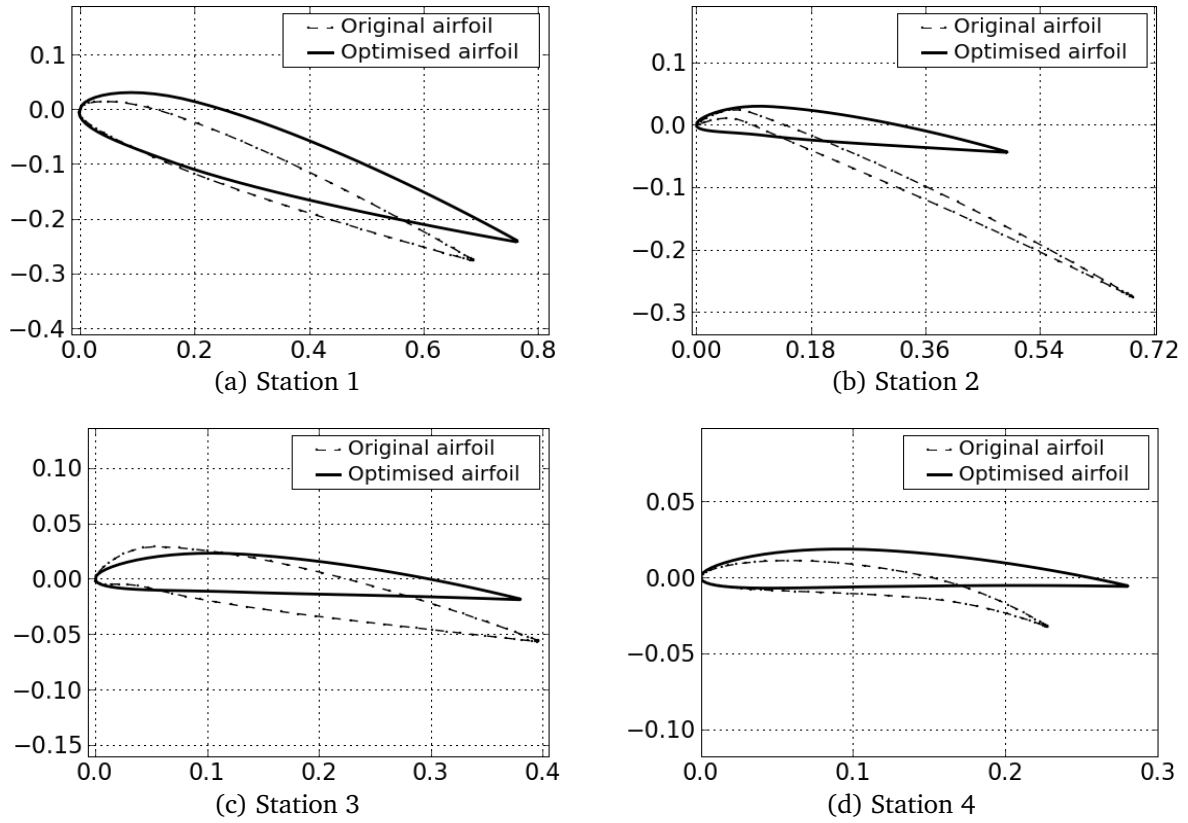 Original airfoil
Optimised airfoil
0.1
0.0
−0.1
−0.2
−0.3
−0.4
0.0 0.2 0.4 0.6 0.8
(a) Station 1
Original airfoil
Optimised airfoil
0.1
0.0
−0.1
−0.2
−0.3
0.00 0.18 0.36 0.54 0.72
(b) Station 2
Original airfoil
Optimised airfoil
0.10
0.05
0.00
−0.05
−0.10
−0.15
0.0 0.1 0.2 0.3 0.4
(c) Station 3
Original airfoil
Optimised airfoil
0.05
0.00
−0.05
−0.10
0.0 0.1 0.2 0.3
(d) Station 4